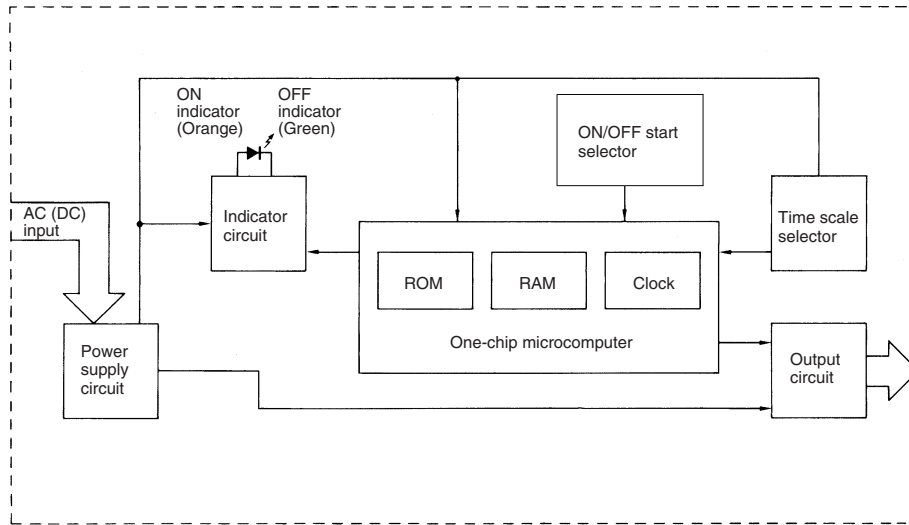 ON
indicator
(Orange)
OFF
indicator
(Green)
ON/OFF start
selector
AC (DC)
input
Indicator
circuit
Time scale
selector
ROM
RAM
Clock
One-chip microcomputer
Power
supply
circuit
Output
circuit